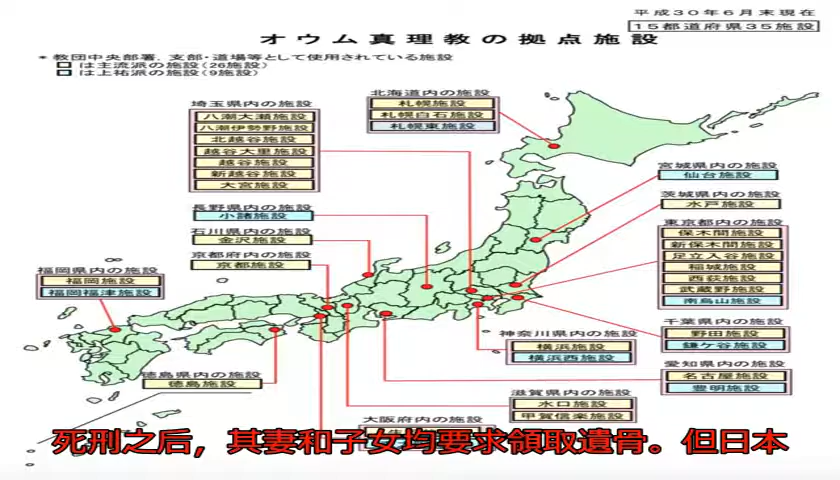 平成30年6月末現在
15都道府県35施設
オウム真理教の拠点施設
* 教団中央部署、支部・道場等として使用されている施設
は主流派の施設(26施設)
は上祐派の施設(9施設)
北海道内の施設
札幌施設
札幌白石施設
札幌東施設
埼玉県内の施設
八潮大瀬施設
八潮伊勢野施設
北越谷施設
越谷大里施設
越谷施設
新越谷施設
大宮施設
宮城県内の施設
仙台施設
茨城県内の施設
水戸施設
長野県内の施設
小諸施設
石川県内の施設
金沢施設
京都府内の施設
京都施設
東京都内の施設
保木間施設
新保木間施設
足立入谷施設
稲城施設
西荻施設
武蔵野施設
南烏山施設
福岡県内の施設
福岡施設
福岡福津施設
千葉県内の施設
野田施設
鎌ケ谷施設
神奈川県内の施設
横浜施設
横浜西施設
愛知県内の施設
名古屋施設
豊明施設
徳島県内の施設
徳島施設
滋賀県内の施設
水口施設
甲賀信楽施設
大阪府内の施設
死刑之后，其妻和子女均要求領取遺骨。但日本